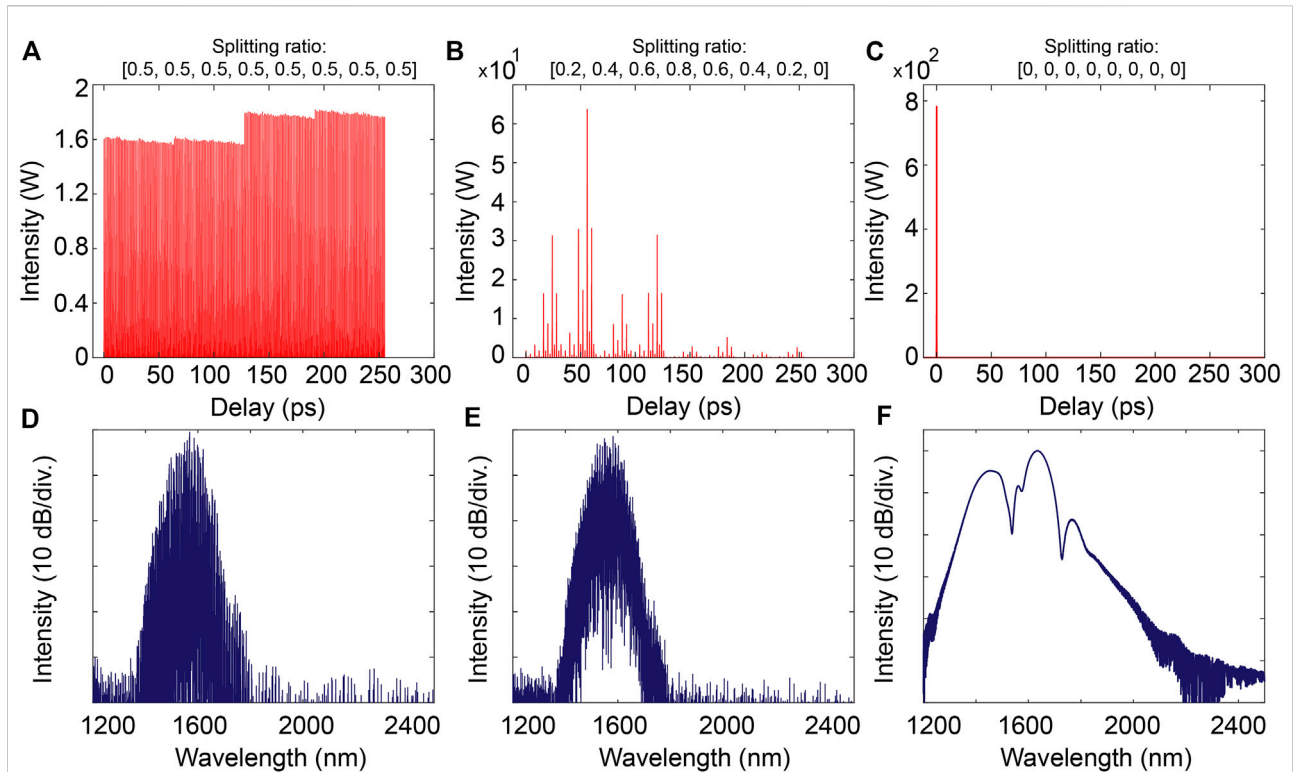 A
Splitting ratio:
[0.5, 0.5, 0.5, 0.5, 0.5, 0.5, 0.5, 0.5]
2
1.6
1.2
0.8
0.4
0
Intensity (W)
0 50 100 150 200 250 300
Delay (ps)
B
Splitting ratio:
×10¹
[0.2, 0.4, 0.6, 0.8, 0.6, 0.4, 0.2, 0]
6
5
4
3
2
1
0
Intensity (W)
0 50 100 150 200 250 300
Delay (ps)
C
Splitting ratio:
×10²
[0, 0, 0, 0, 0, 0, 0, 0]
8
6
4
2
0
Intensity (W)
0 50 100 150 200 250 300
Delay (ps)
D
Intensity (10 dB/div.)
1200 1600 2000 2400
Wavelength (nm)
E
Intensity (10 dB/div.)
1200 1600 2000 2400
Wavelength (nm)
F
Intensity (10 dB/div.)
1200 1600 2000 2400
Wavelength (nm)